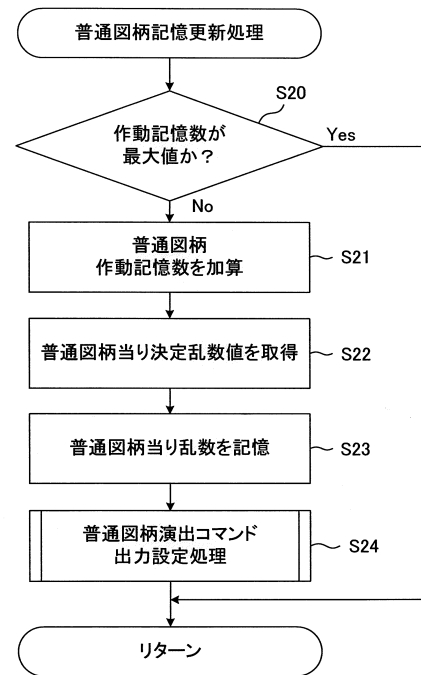 普通図柄記憶更新処理
S20
作動記憶数が
最大値か？
Yes
No
普通図柄
作動記憶数を加算
S21
普通図柄当り決定乱数値を取得
S22
普通図柄当り乱数を記憶
S23
普通図柄演出コマンド
出力設定処理
S24
リターン